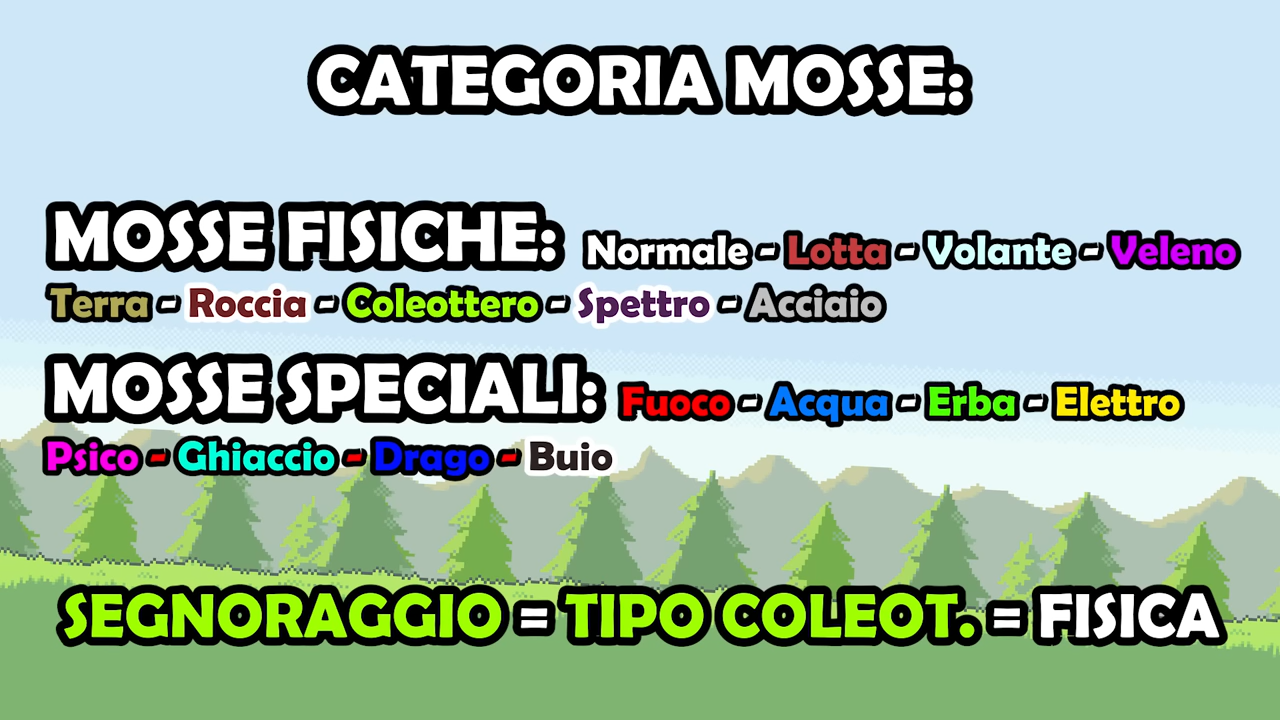 CATEGORIA MOSSE:
MOSSE FISICHE: Normale - Lotta - Volante - Veleno
Terra - Roccia - Coleottero - Spettro - Acciaio
MOSSE SPECIALI: Fuoco - Acqua - Erba - Elettro
Psico - Ghiaccio - Drago - Buio
SEGNORAGGIO = TIPO COLEOT. = FISICA